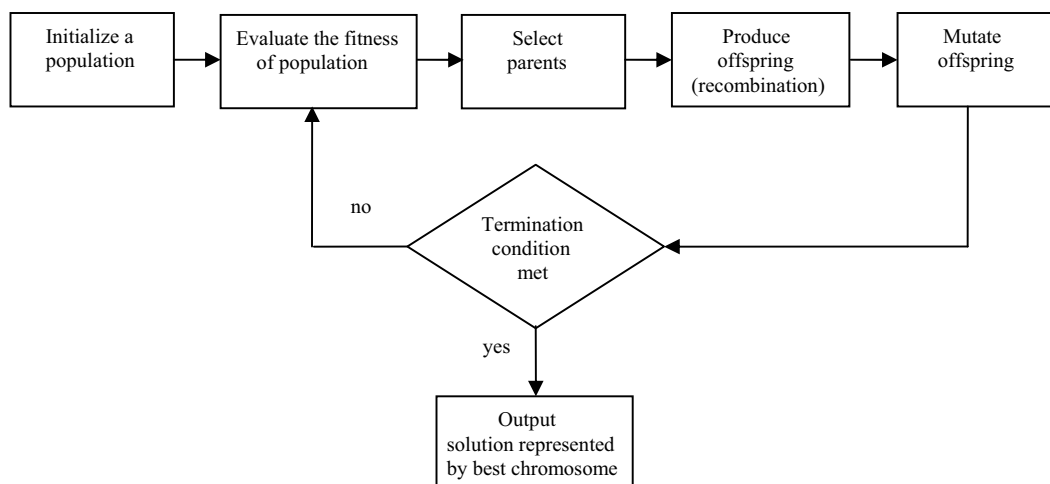 Initialize a
population
Evaluate the fitness
of population
Select
parents
Produce
offspring
(recombination)
Mutate
offspring
no
Termination
condition
met
yes
Output
solution represented
by best chromosome